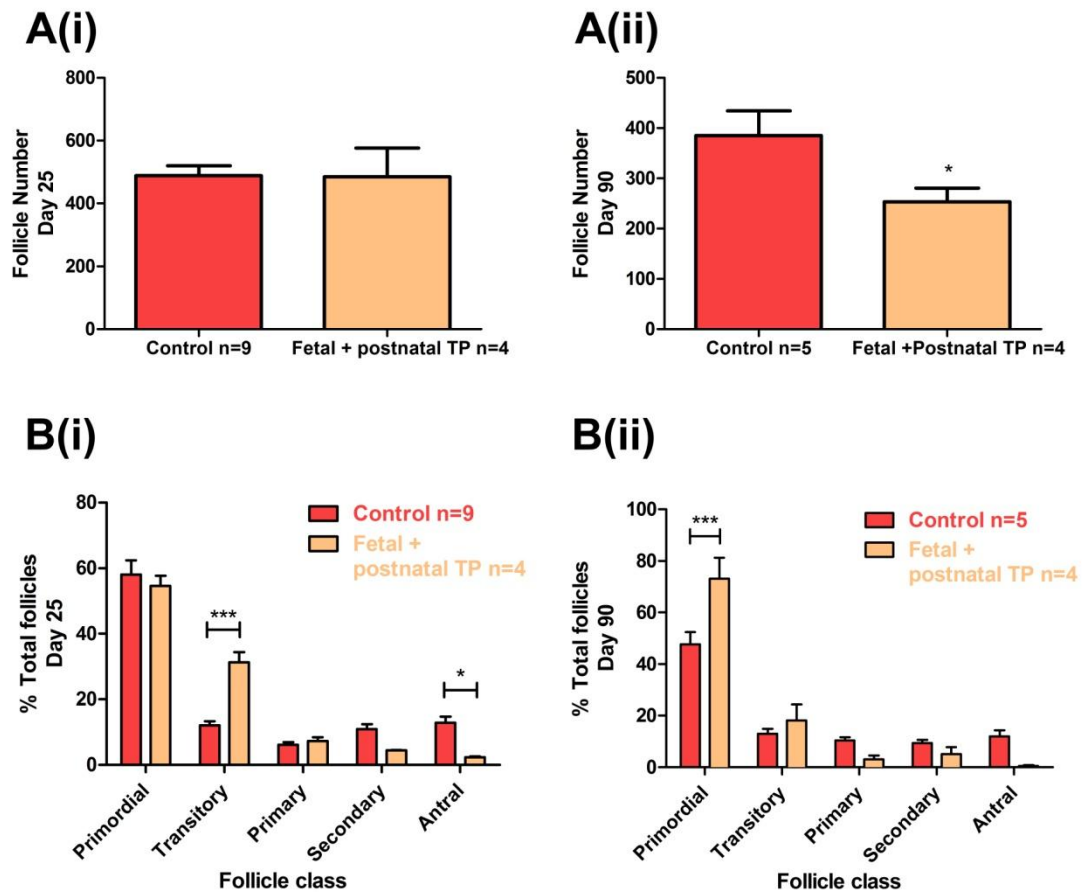 A(i)
Follicle Number
Day 25
800
600
400
200
0
Control n=9
Fetal + postnatal TP n=4
A(ii)
Follicle Number
Day 90
500
400
300
200
100
0
*
Control n=5
Fetal +Postnatal TP n=4
B(i)
% Total follicles
Day 25
80
60
40
20
0
Control n=9
Fetal +
postnatal TP n=4
***
*
Primordial
Transitory
Primary
Secondary
Antral
Follicle class
B(ii)
% Total follicles
Day 90
100
80
60
40
20
0
***
Control n=5
Fetal +
postnatal TP n=4
Primordial
Transitory
Primary
Secondary
Antral
Follicle class